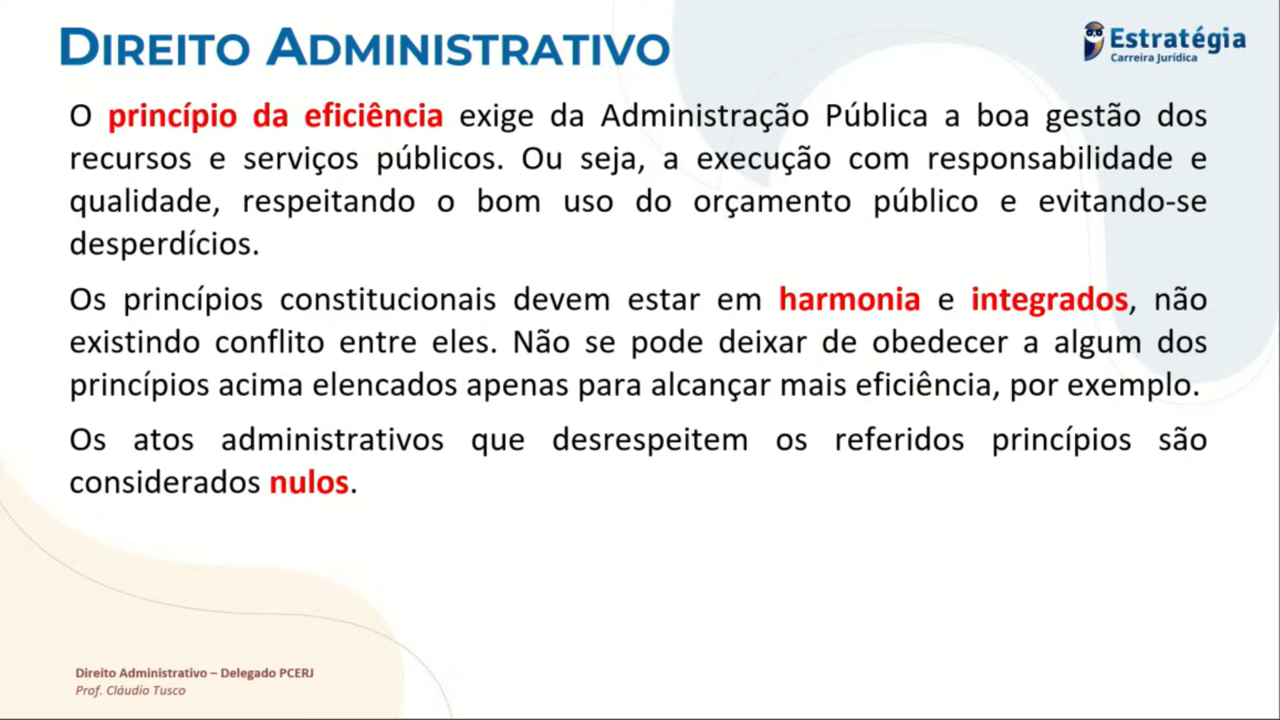 DIREITO ADMINISTRATIVO
Estratégia
Carreira Jurídica
O princípio da eficiência exige da Administração Pública a boa gestão dos
recursos e serviços públicos. Ou seja, a execução com responsabilidade e
qualidade, respeitando o bom uso do orçamento público e evitando-se
desperdícios.
Os princípios constitucionais devem estar em harmonia e integrados, não
existindo conflito entre eles. Não se pode deixar de obedecer a algum dos
princípios acima elencados apenas para alcançar mais eficiência, por exemplo.
Os atos administrativos que desrespeitem os referidos princípios são
considerados nulos.
Direito Administrativo – Delegado PCERJ
Prof. Cláudio Tusco